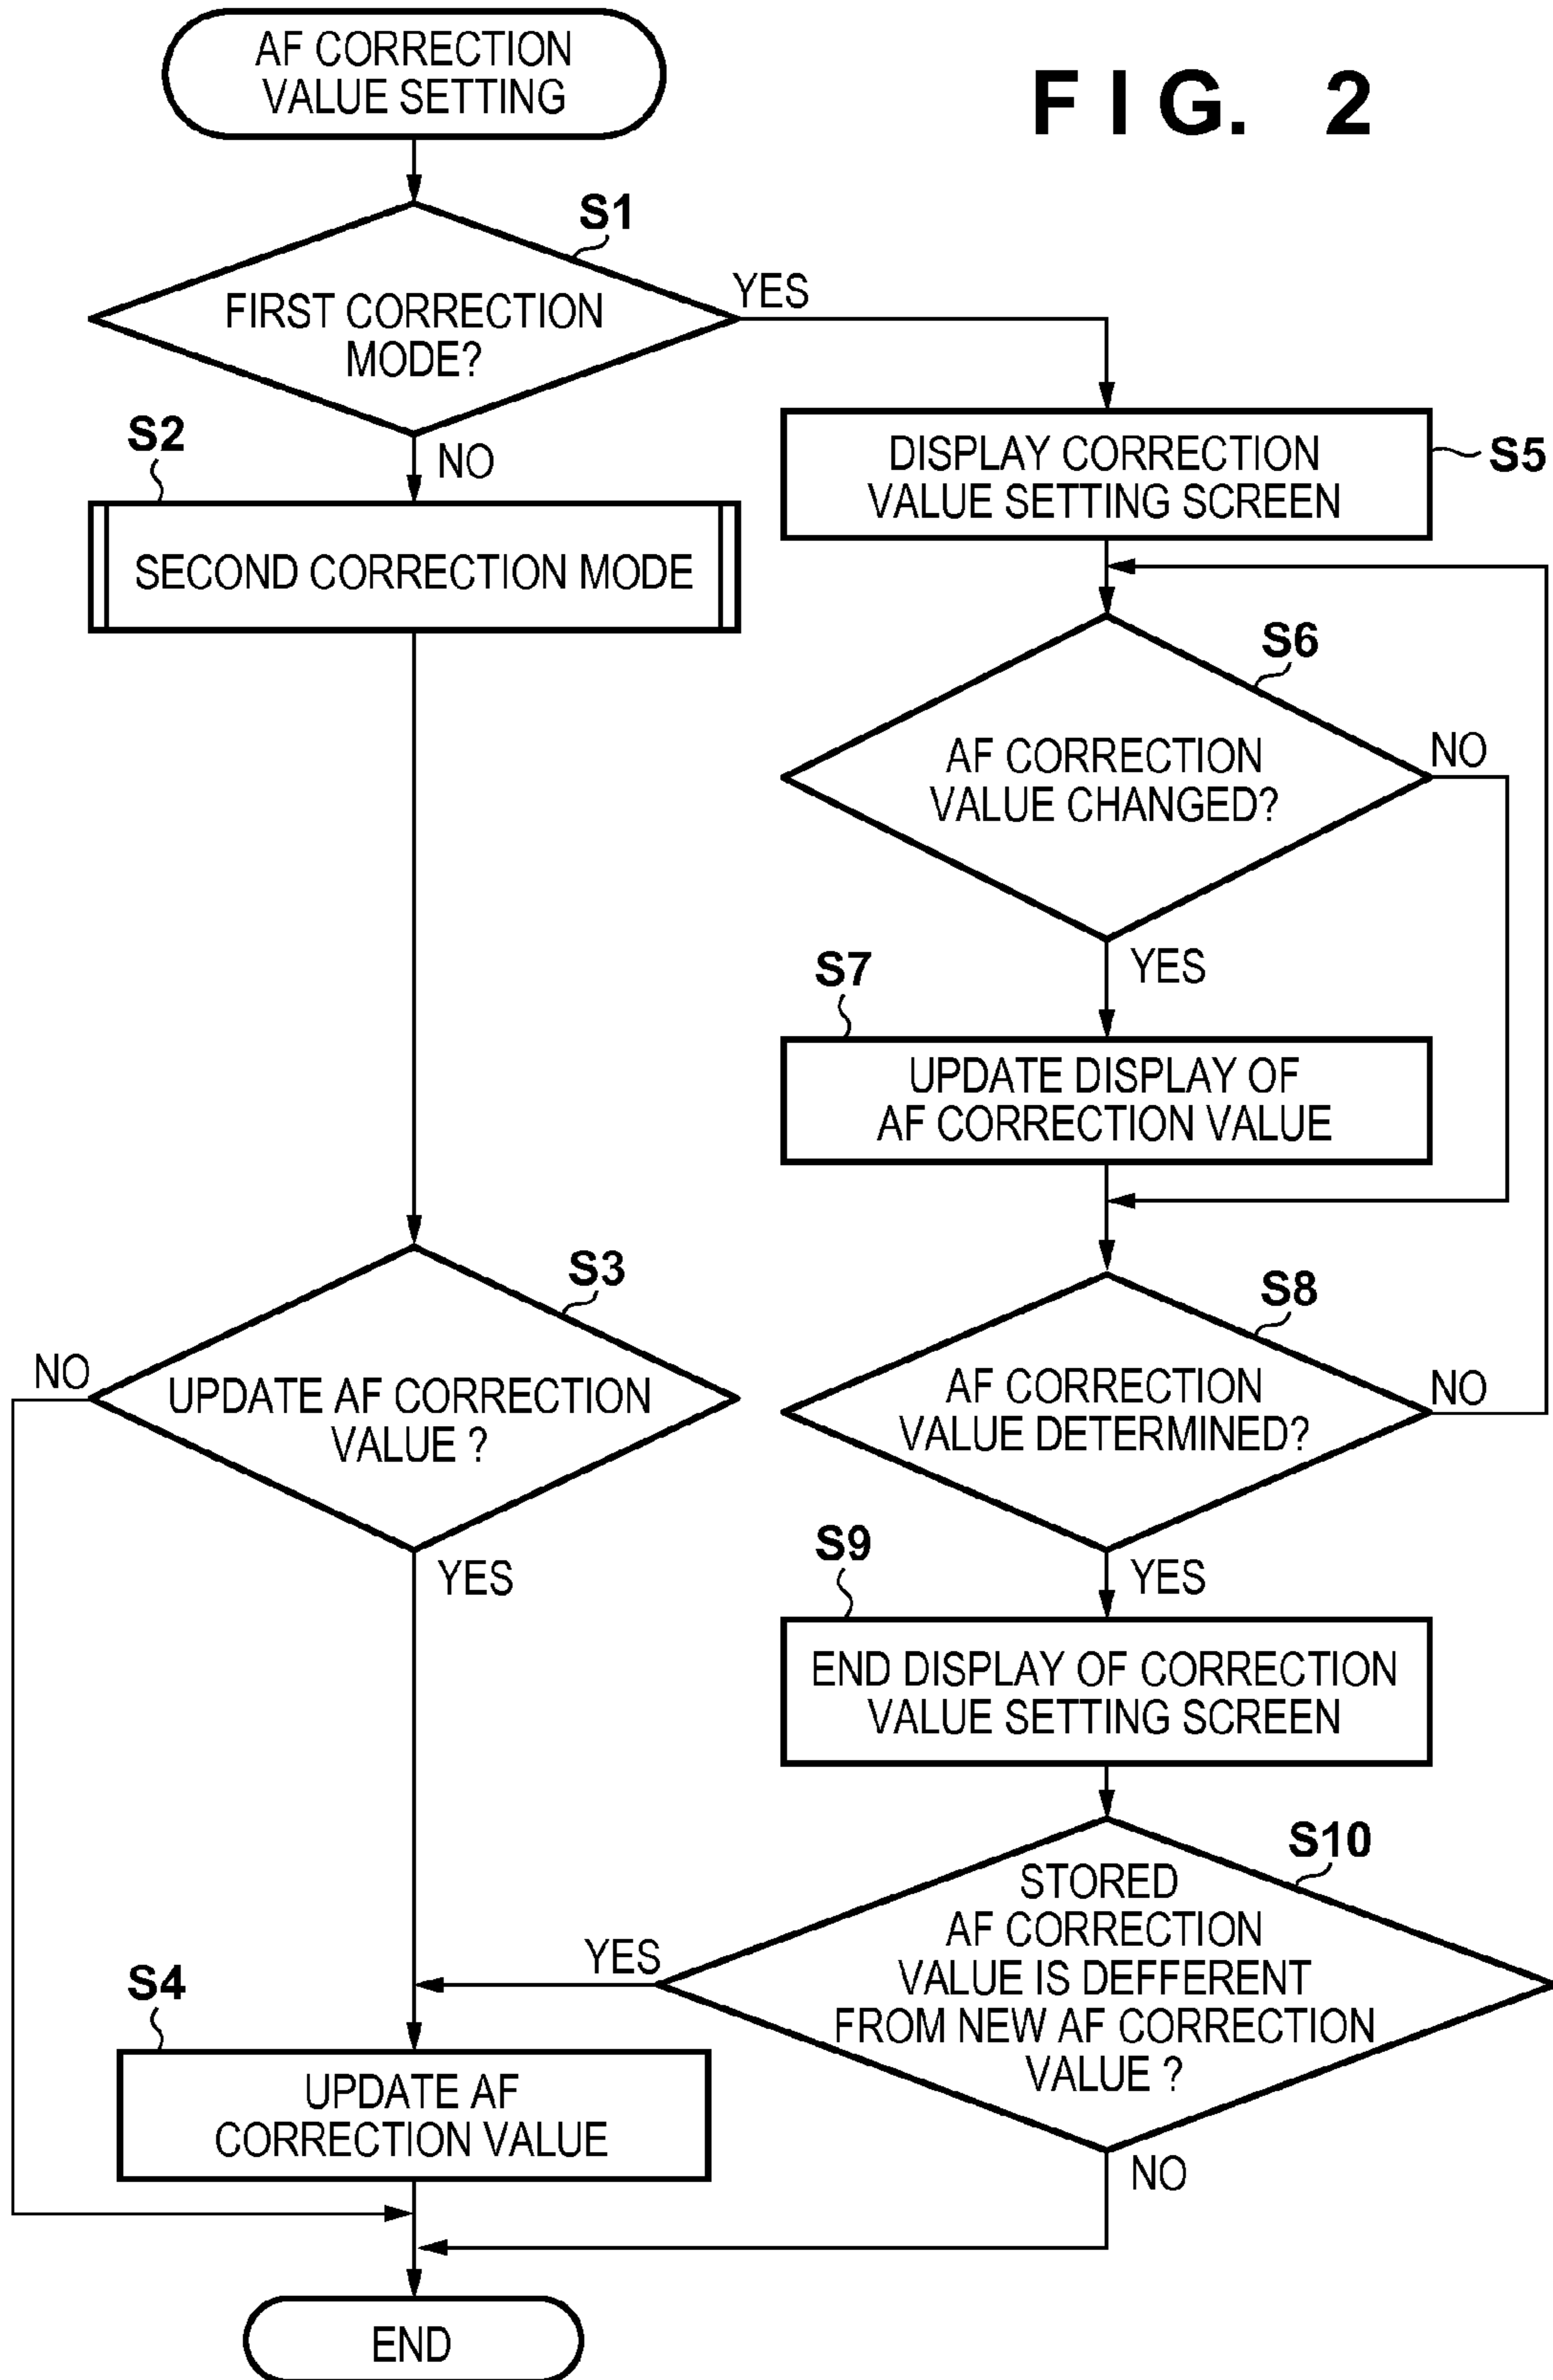 AF CORRECTION
VALUE SETTING
FIG. 2
S1
FIRST CORRECTION
MODE?
YES
NO
S2
SECOND CORRECTION MODE
DISPLAY CORRECTION
VALUE SETTING SCREEN
S5
S6
AF CORRECTION
VALUE CHANGED?
NO
YES
S7
UPDATE DISPLAY OF
AF CORRECTION VALUE
S3
UPDATE AF CORRECTION
VALUE ?
NO
YES
S8
AF CORRECTION
VALUE DETERMINED?
NO
YES
S9
END DISPLAY OF CORRECTION
VALUE SETTING SCREEN
S10
STORED
AF CORRECTION
VALUE IS DEFFERENT
FROM NEW AF CORRECTION
VALUE ?
YES
NO
S4
UPDATE AF
CORRECTION VALUE
END